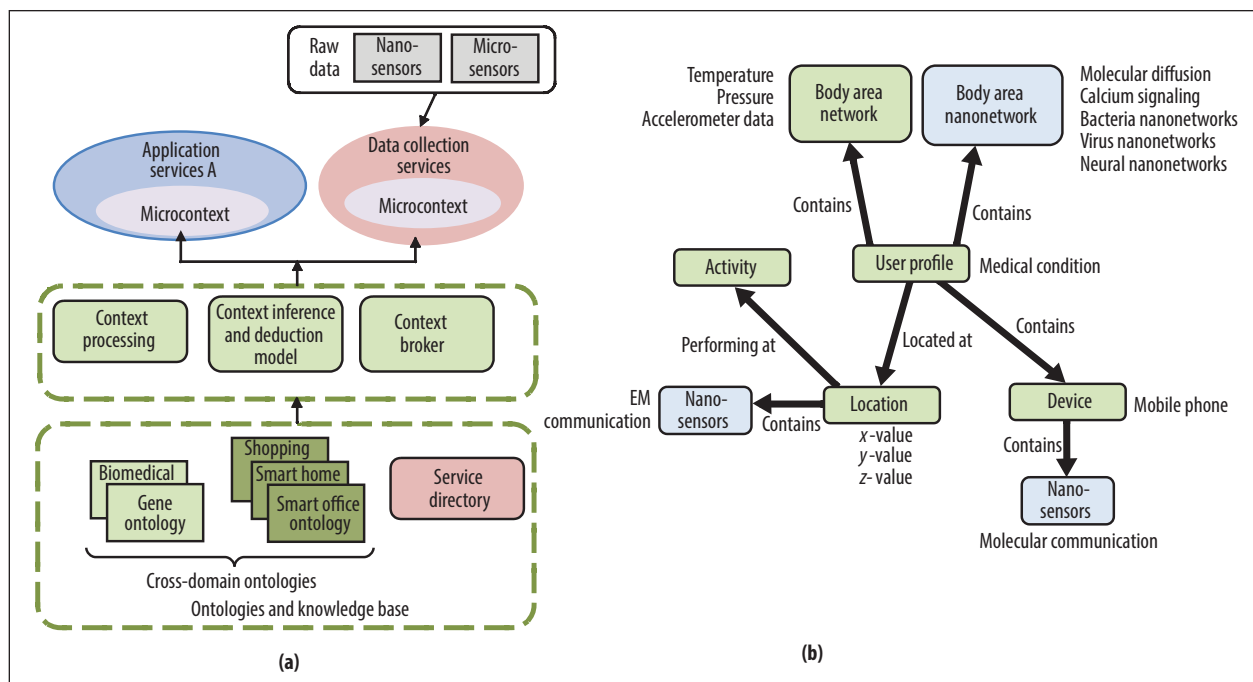 Raw
data
Nano-
sensors
Micro-
sensors
Application
services A
Microcontext
Data collection
services
Microcontext
Context
processing
Context inference
and deduction
model
Context
broker
Biomedical
Gene
ontology
Shopping
Smart home
Smart office
ontology
Service
directory
Cross-domain ontologies
Ontologies and knowledge base
(a)
Temperature
Pressure
Accelerometer data
Body area
network
Body area
nanonetwork
Molecular diffusion
Calcium signaling
Bacteria nanonetworks
Virus nanonetworks
Neural nanonetworks
Contains
Contains
Activity
User profile
Medical condition
Performing at
Located at
Contains
EM
communication
Nano-
sensors
Contains
Location
x-value
y-value
z-value
Device
Mobile phone
Contains
Nano-
sensors
Molecular communication
(b)